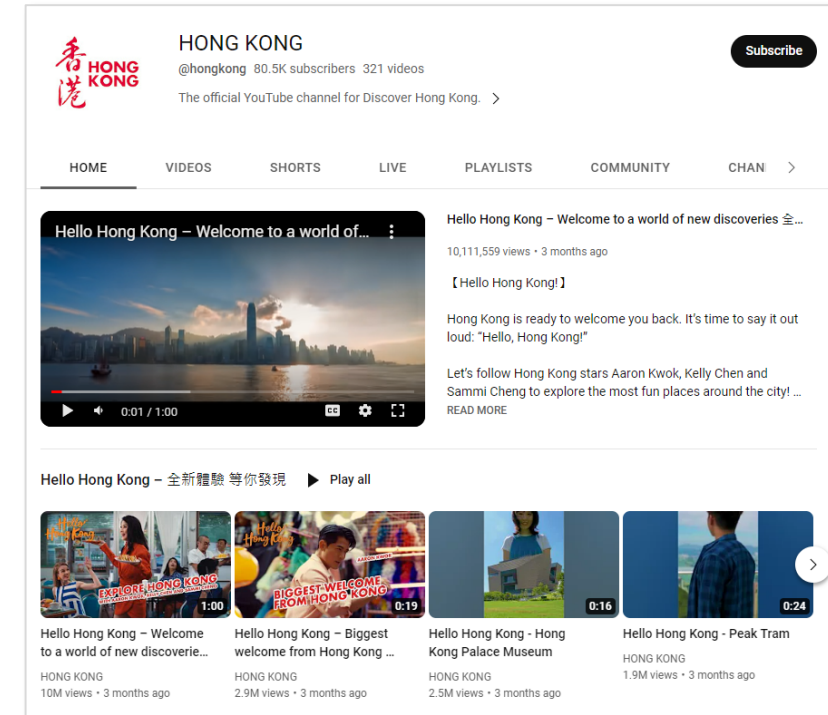 香港
HONG
KONG
HONG KONG
@hongkong 80.5K subscribers 321 videos
Subscribe
The official YouTube channel for Discover Hong Kong.
HOME VIDEOS SHORTS LIVE PLAYLISTS COMMUNITY CHAN
Hello Hong Kong – Welcome to a world of...
0:01 / 1:00
CC
Hello Hong Kong – Welcome to a world of new discoveries 全...
10,111,559 views • 3 months ago
【Hello Hong Kong!】
Hong Kong is ready to welcome you back. It's time to say it out
loud: “Hello, Hong Kong!”
Let’s follow Hong Kong stars Aaron Kwok, Kelly Chen and
Sammi Cheng to explore the most fun places around the city! ...
READ MORE
Hello Hong Kong – 全新體驗 等你發現 Play all
Hello
Hong Kong
EXPLORE HONG KONG
1:00
Hello Hong Kong – Welcome
to a world of new discoverie...
HONG KONG
10M views • 3 months ago
Hello
Hong Kong
AARON KWOK
BIGGEST WELCOME
FROM HONG KONG
0:19
Hello Hong Kong – Biggest
welcome from Hong Kong ...
HONG KONG
2.9M views • 3 months ago
0:16
Hello Hong Kong - Hong
Kong Palace Museum
HONG KONG
2.5M views • 3 months ago
0:24
Hello Hong Kong - Peak Tram
HONG KONG
1.9M views • 3 months ago